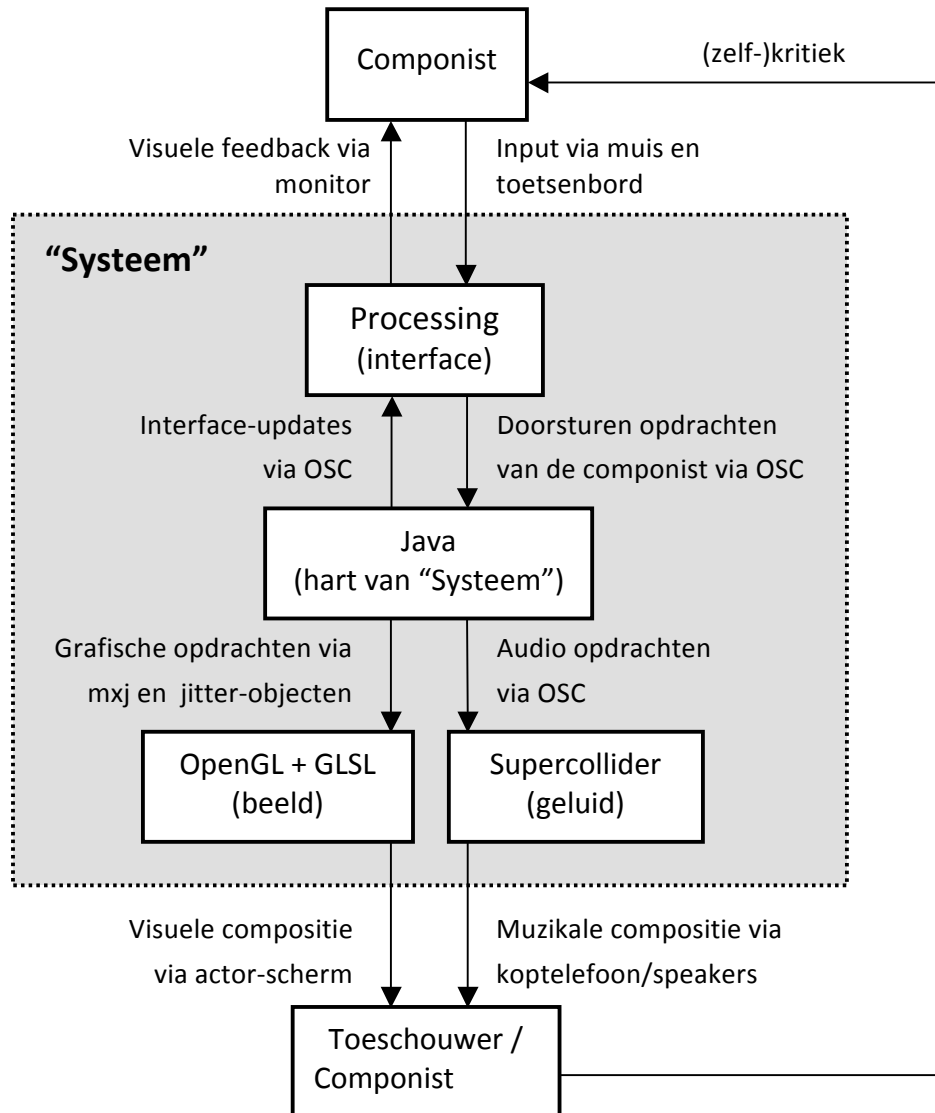 Componist
(zelf-)kritiek
Visuele feedback via
monitor
Input via muis en
toetsenbord
“Systeem”
Processing
(interface)
Interface-updates
via OSC
Doorsturen opdrachten
van de componist via OSC
Java
(hart van “Systeem”)
Grafische opdrachten via
mxj en  jitter-objecten
Audio opdrachten
via OSC
OpenGL + GLSL
(beeld)
Supercollider
(geluid)
Visuele compositie
via actor-scherm
Muzikale compositie via
koptelefoon/speakers
Toeschouwer /
Componist